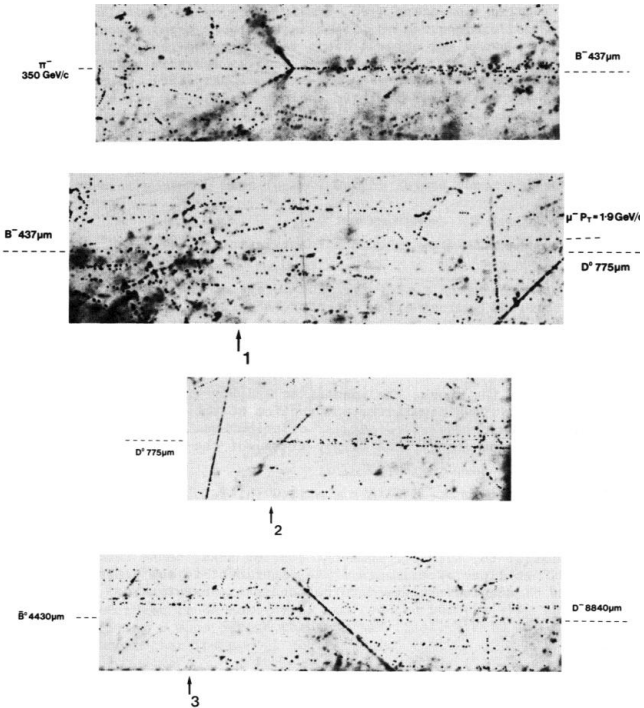 π⁻
350 GeV/c
B⁻ 437µm
B⁻ 437µm
µ⁻ P_T = 1·9 GeV/c
D⁰ 775µm
1
D⁰ 775µm
2
B̄⁰ 4430µm
D⁻ 8840µm
3